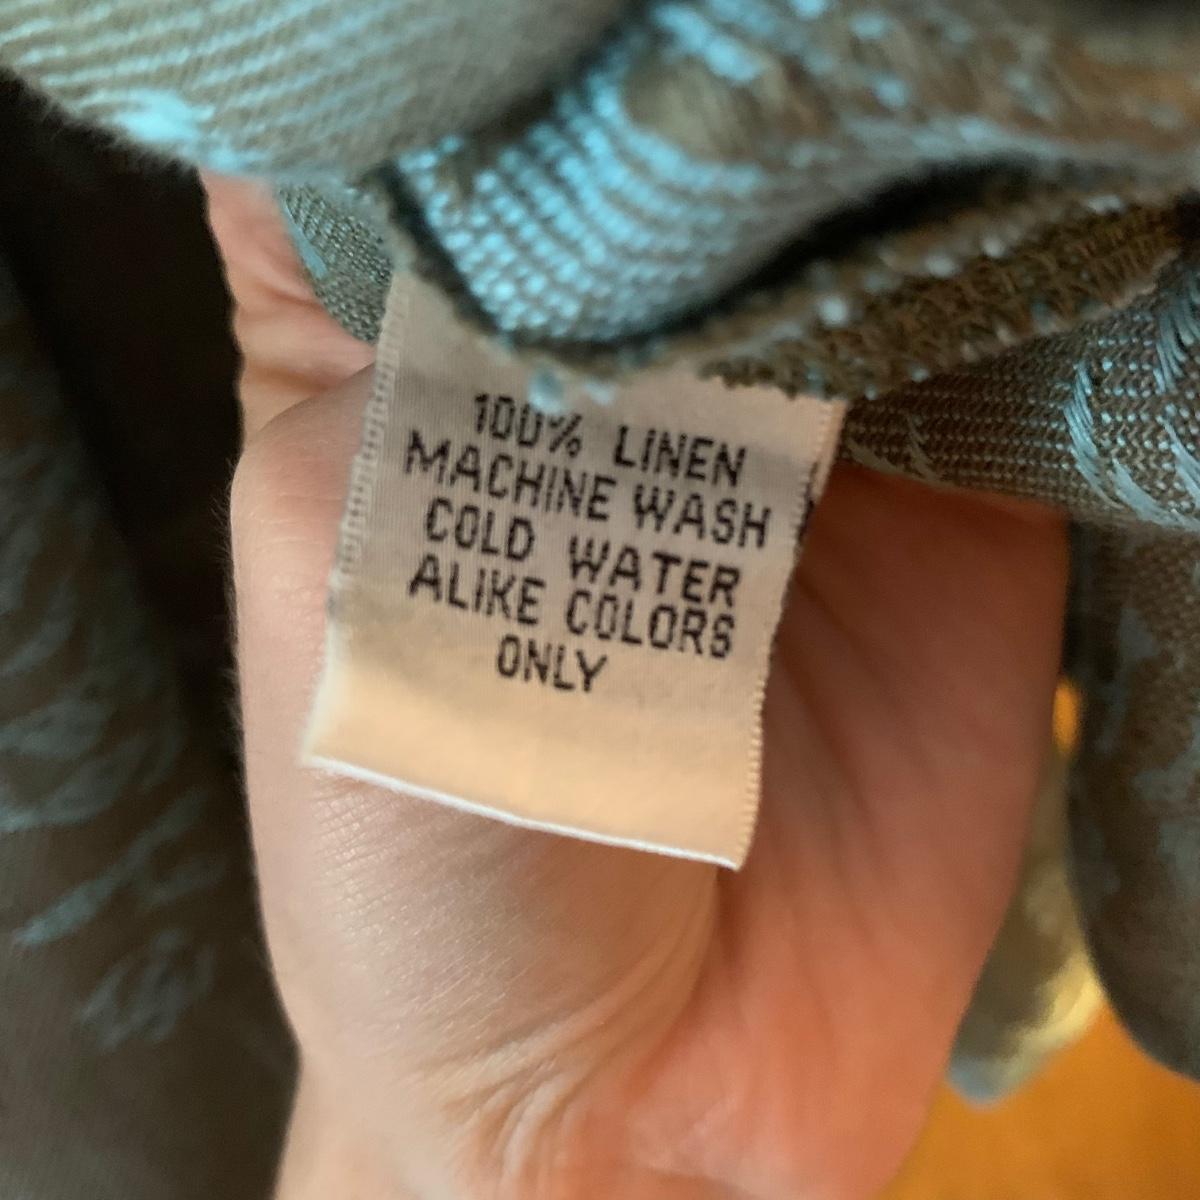 100% LINEN
MACHINE WASH
COLD WATER
ALIKE COLORS
ONLY